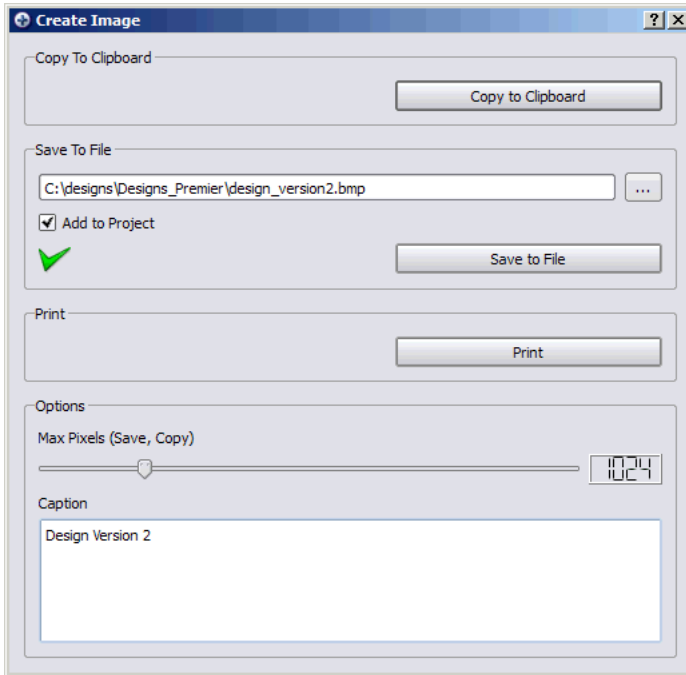 Create Image
Copy To Clipboard
Copy to Clipboard
Save To File
C:\designs\Designs_Premier\design_version2.bmp
...
Add to Project
Save to File
Print
Print
Options
Max Pixels (Save, Copy)
1024
Caption
Design Version 2